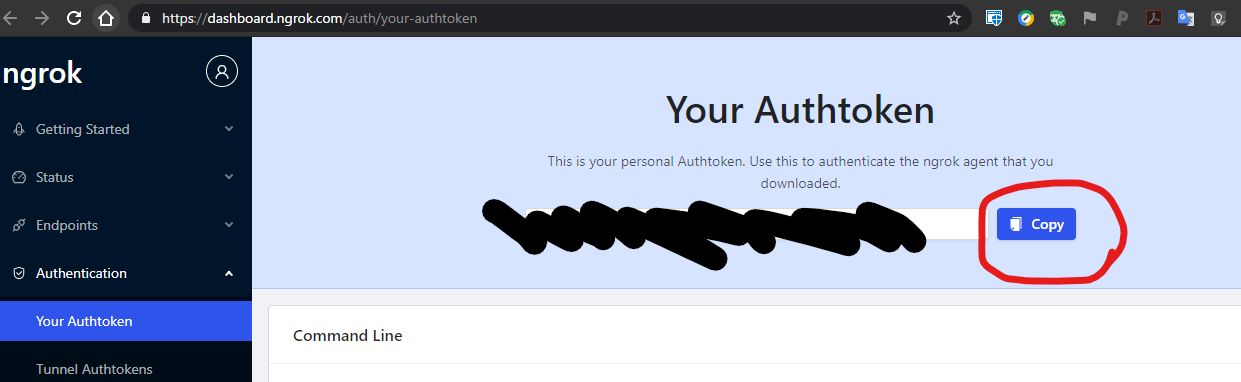 https://dashboard.ngrok.com/auth/your-authtoken
ngrok
Getting Started
Status
Endpoints
Authentication
Your Authtoken
Tunnel Authtokens
Your Authtoken
This is your personal Authtoken. Use this to authenticate the ngrok agent that you
downloaded.
Copy
Command Line